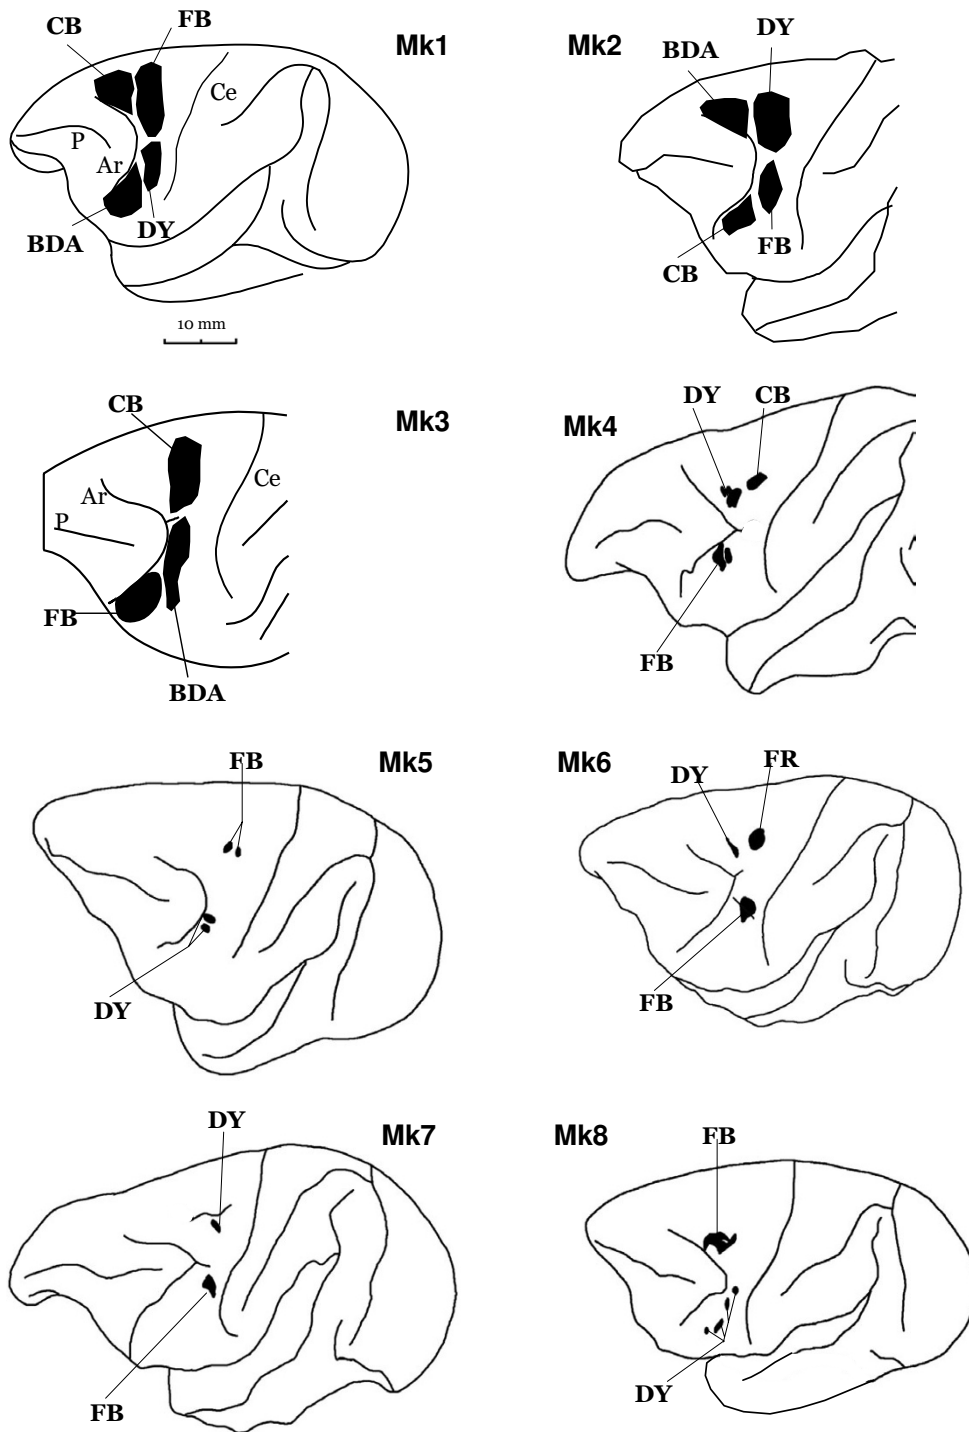 CB FB Mk1
Ce
P
Ar
BDA DY
10 mm
Mk2 DY
BDA
CB FB
CB Mk3
Ar Ce
P
FB
BDA
Mk4 DY CB
FB
FB Mk5
DY
Mk6 DY FR
FB
DY Mk7
FB
Mk8 FB
DY